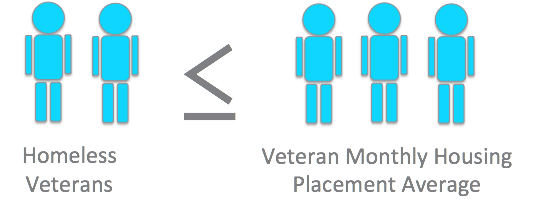 ≤
Homeless
Veterans
Veteran Monthly Housing
Placement Average